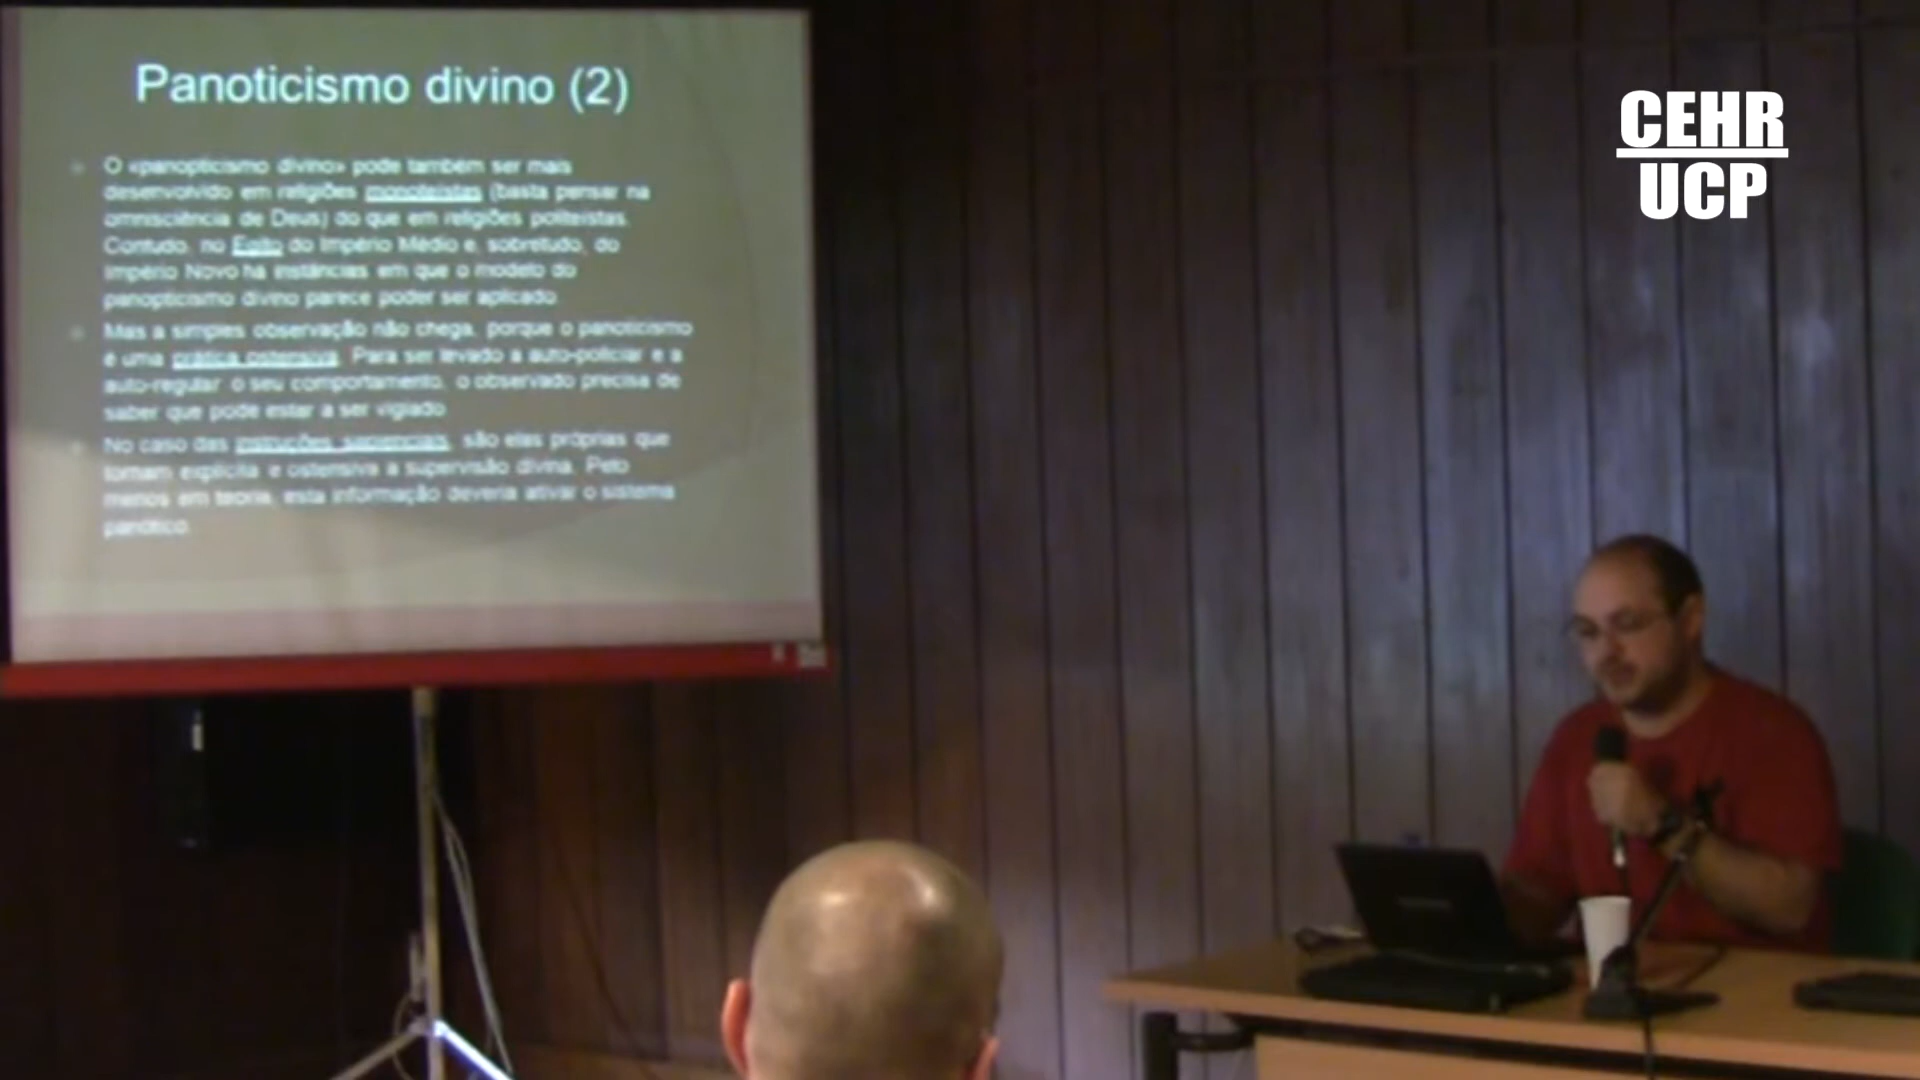 Panoticismo divino (2)
O «panopticismo divino» pode também ser mais
desenvolvido em religiões monoteístas (basta pensar na
omnisciência de Deus) do que em religiões politeístas.
Contudo, no Egito do Império Médio e, sobretudo, do
Império Novo há instâncias em que o modelo do
panopticismo divino parece poder ser aplicado.
Mas a simples observação não chega, porque o panoticismo
é uma prática ostensiva. Para ser levado a auto-policiar e a
auto-regular o seu comportamento, o observado precisa de
saber que pode estar a ser vigiado.
No caso das instruções sapienciais, são elas próprias que
tornam explícita e ostensiva a supervisão divina. Pelo
menos em teoria, esta informação deveria ativar o sistema
panótico.
CEHR
UCP